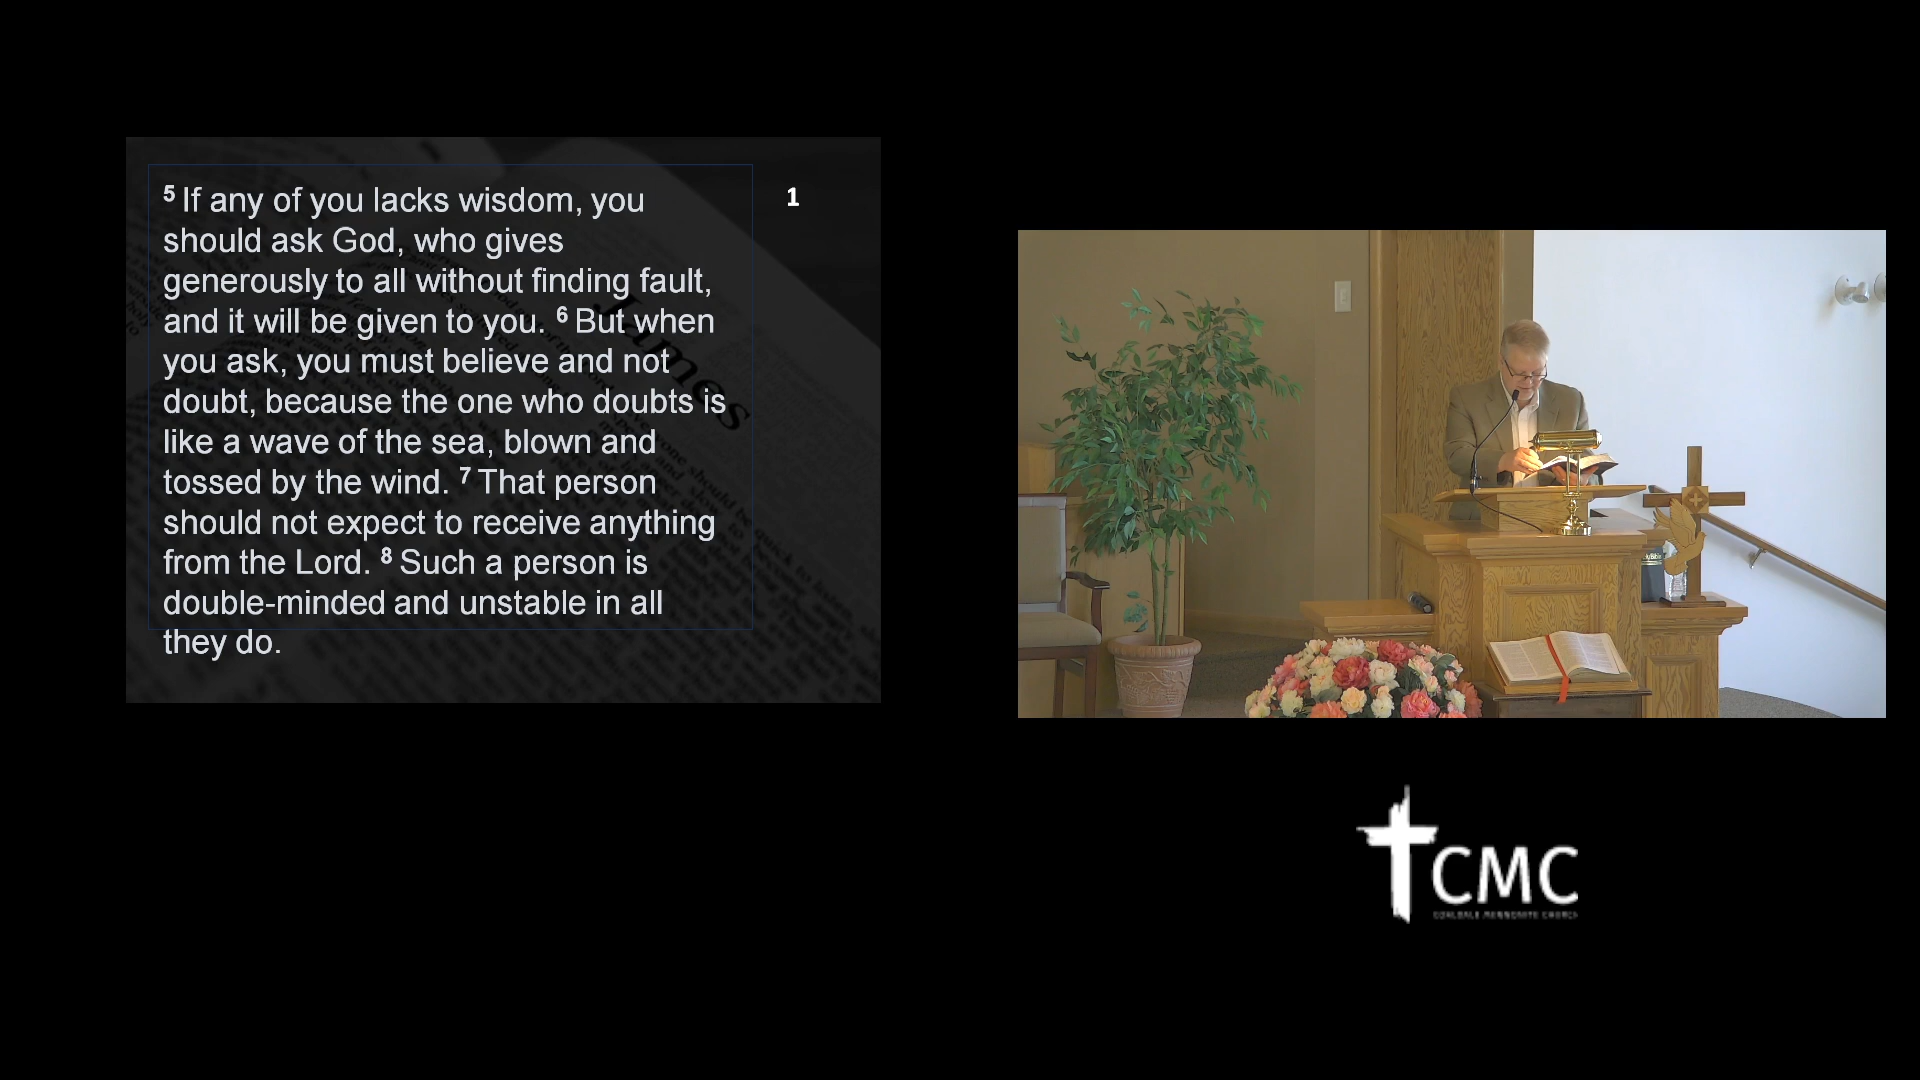 5 If any of you lacks wisdom, you
should ask God, who gives
generously to all without finding fault,
and it will be given to you. 6 But when
you ask, you must believe and not
doubt, because the one who doubts is
like a wave of the sea, blown and
tossed by the wind. 7 That person
should not expect to receive anything
from the Lord. 8 Such a person is
double-minded and unstable in all
they do.
1
James
CMC
COALDALE MENNONITE CHURCH